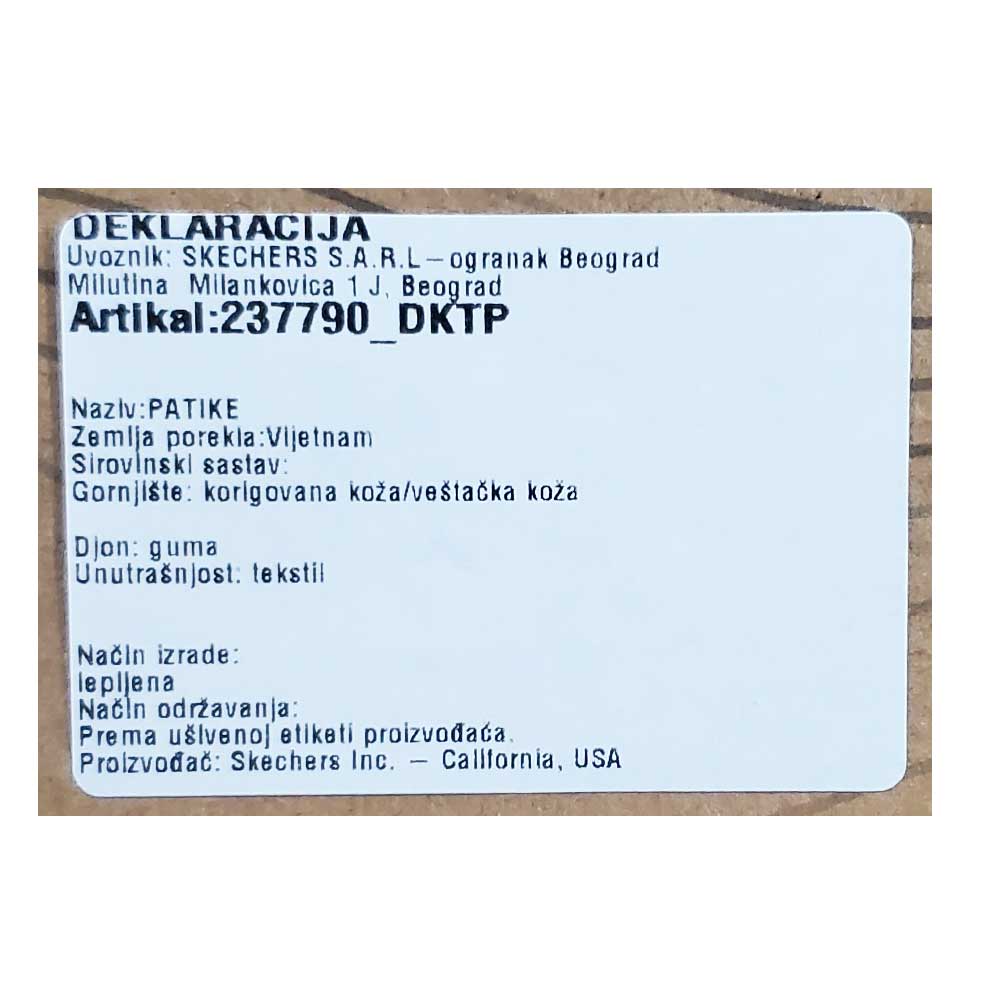 DEKLARACIJA
Uvoznik: SKECHERS S.A.R.L – ogranak Beograd
Milutina Milankovica 1 J, Beograd
Artikal:237790_DKTP
Naziv:PATIKE
Zemlja porekla:Vijetnam
Sirovinski sastav:
Gornjište: korigovana koža/veštačka koža
Djon: guma
Unutrašnjost: tekstil
Način izrade:
lepljena
Način održavanja:
Prema ušivenoj etiketi proizvođaća.
Proizvođač: Skechers Inc. – California, USA